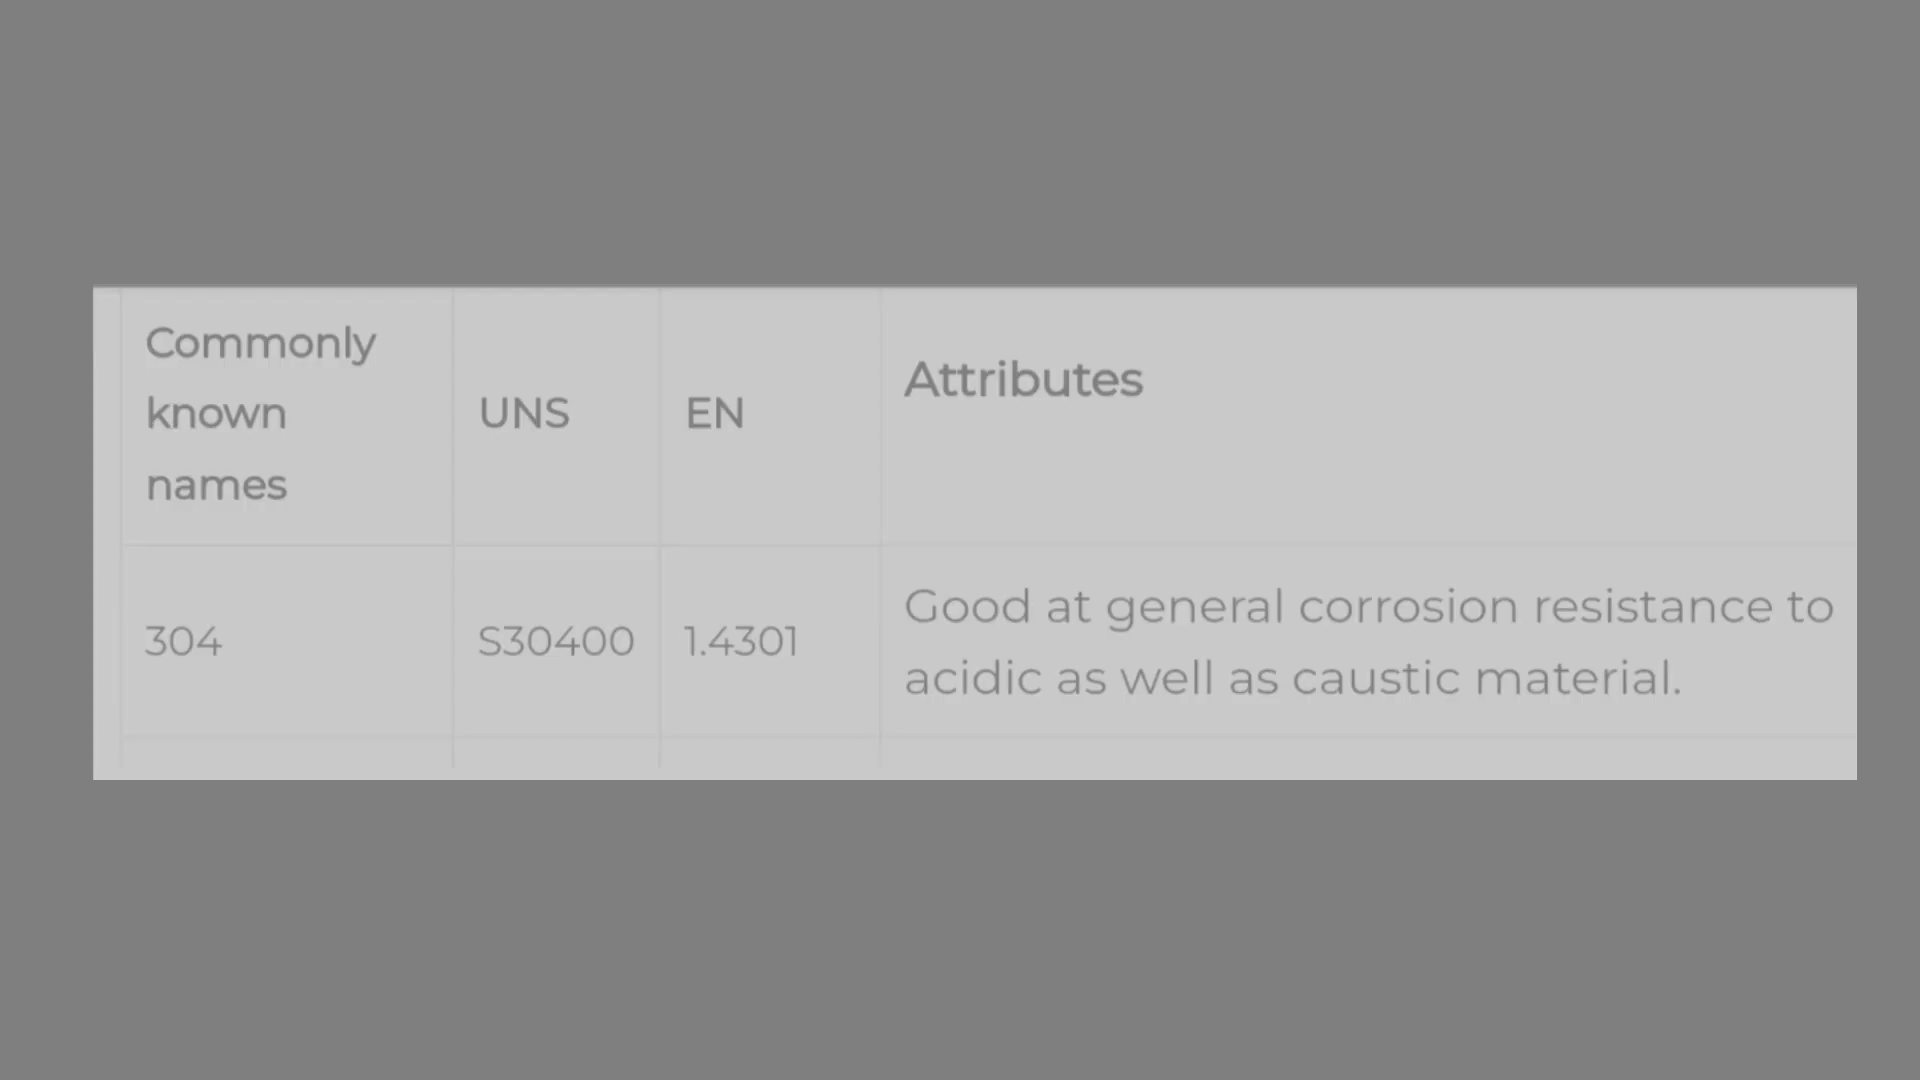 Commonly
known
names
UNS
EN
Attributes
304
S30400
1.4301
Good at general corrosion resistance to
acidic as well as caustic material.